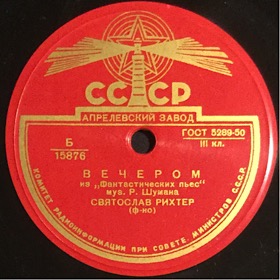 СССР
АПРЕЛЕВСКИЙ ЗАВОД
ГОСТ 5289-50
Б
15876
III кл.
ВЕЧЕРОМ
из „Фантастических пьес“
муз. Р. Шумана
СВЯТОСЛАВ РИХТЕР
(ф-но)
КОМИТЕТ РАДИОИНФОРМАЦИИ ПРИ СОВЕТЕ МИНИСТРОВ С.С.С.Р.